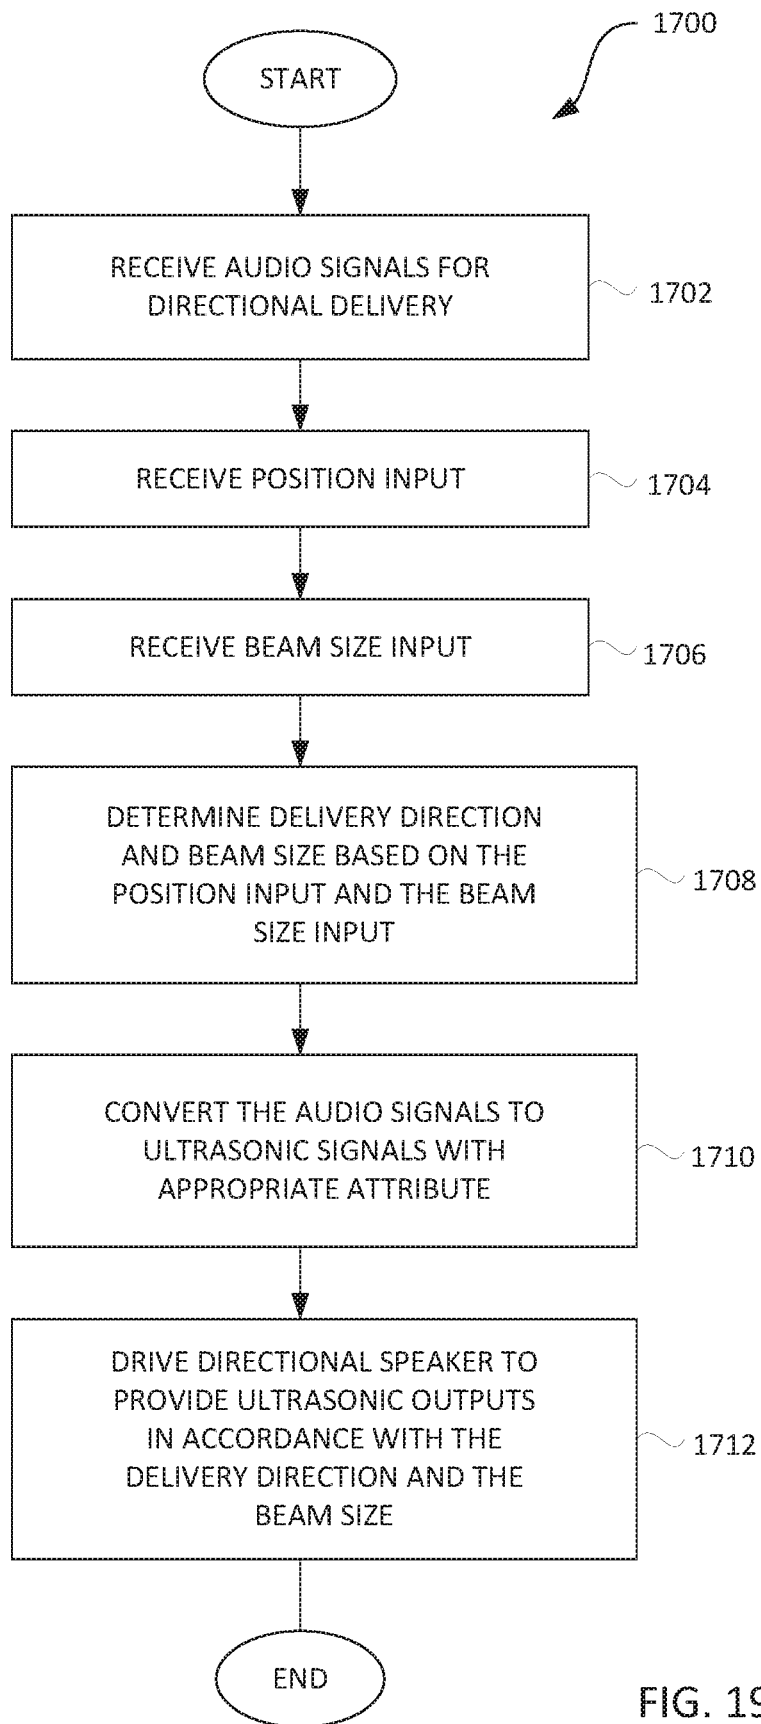 1700
START
RECEIVE AUDIO SIGNALS FOR
DIRECTIONAL DELIVERY
1702
RECEIVE POSITION INPUT
1704
RECEIVE BEAM SIZE INPUT
1706
DETERMINE DELIVERY DIRECTION
AND BEAM SIZE BASED ON THE
POSITION INPUT AND THE BEAM
SIZE INPUT
1708
CONVERT THE AUDIO SIGNALS TO
ULTRASONIC SIGNALS WITH
APPROPRIATE ATTRIBUTE
1710
DRIVE DIRECTIONAL SPEAKER TO
PROVIDE ULTRASONIC OUTPUTS
IN ACCORDANCE WITH THE
DELIVERY DIRECTION AND THE
BEAM SIZE
1712
END
FIG. 19